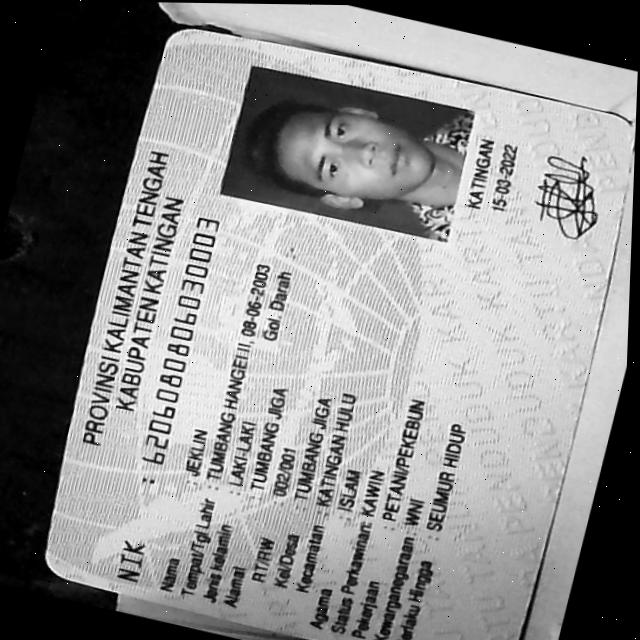 PROVINSI KALIMANTAN TENGAH
KABUPATEN KATINGAN
NIK : 6206080806030003
Nama : JEKLIN
Tempat/Tgl Lahir : TUMBANG HANGEI II, 08-06-2003
Jenis kelamin : LAKI-LAKI Gol. Darah
Alamat : TUMBANG JIGA
RT/RW : 002/001
Kel/Desa : TUMBANG JIGA
Kecamatan : KATINGAN HULU
Agama : ISLAM
Status Perkawinan: KAWIN
Pekerjaan : PETANI/PEKEBUN
Kewarganegaraan: WNI
Berlaku Hingga : SEUMUR HIDUP
KATINGAN
15-03-2022